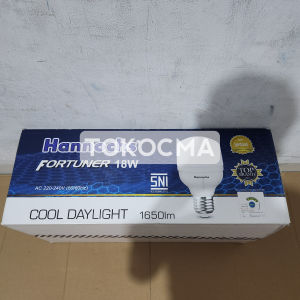 Hannochs
TOKOCMA
FORTUNER 18W
AC 220-240V (50/60Hz)
SNI
TOP
BRAND
COOL DAYLIGHT 1650lm